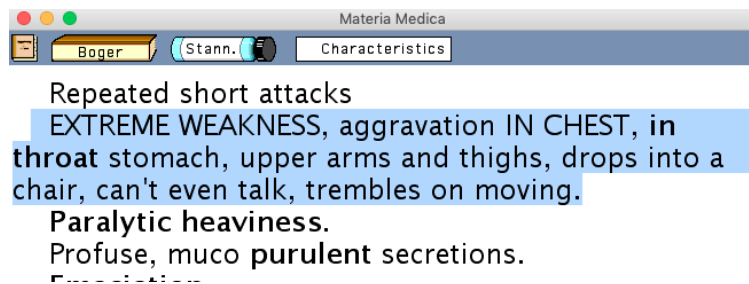 Materia Medica
Boger
Stann.
Characteristics
Repeated short attacks
EXTREME WEAKNESS, aggravation IN CHEST, in
throat stomach, upper arms and thighs, drops into a
chair, can't even talk, trembles on moving.
Paralytic heaviness.
Profuse, muco purulent secretions.